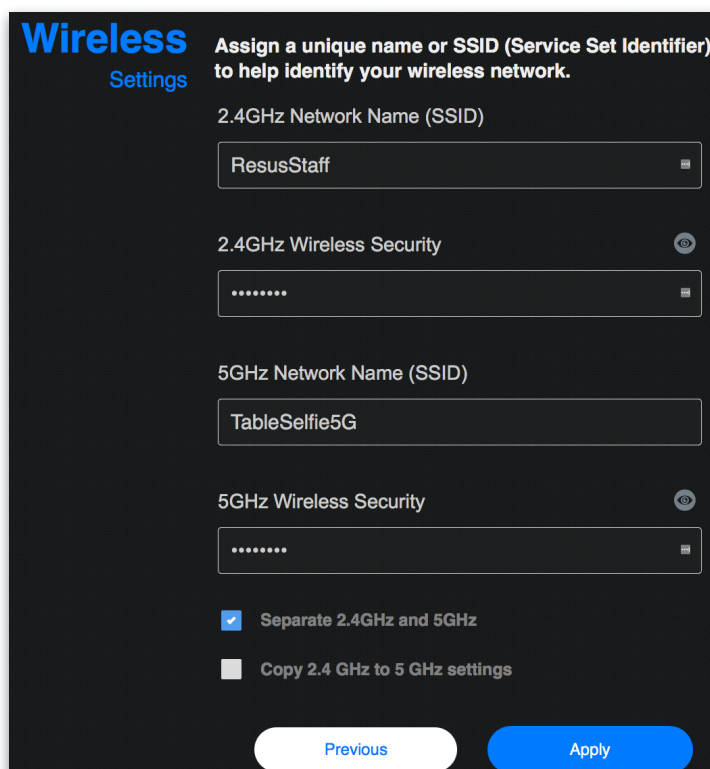 Wireless
Settings
Assign a unique name or SSID (Service Set Identifier)
to help identify your wireless network.
2.4GHz Network Name (SSID)
ResusStaff
2.4GHz Wireless Security
••••••••
5GHz Network Name (SSID)
TableSelfie5G
5GHz Wireless Security
••••••••
Separate 2.4GHz and 5GHz
Copy 2.4 GHz to 5 GHz settings
Previous
Apply